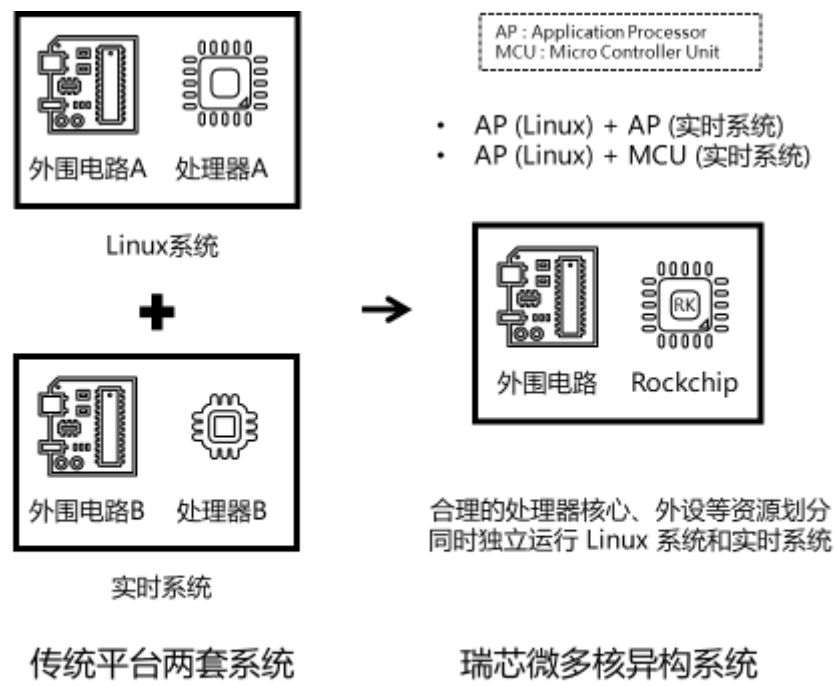 外围电路A 处理器A
Linux系统
外围电路B 处理器B
实时系统
传统平台两套系统
AP : Application Processor
MCU : Micro Controller Unit
• AP (Linux) + AP (实时系统)
• AP (Linux) + MCU (实时系统)
RK
外围电路 Rockchip
合理的处理器核心、外设等资源划分
同时独立运行 Linux 系统和实时系统
瑞芯微多核异构系统